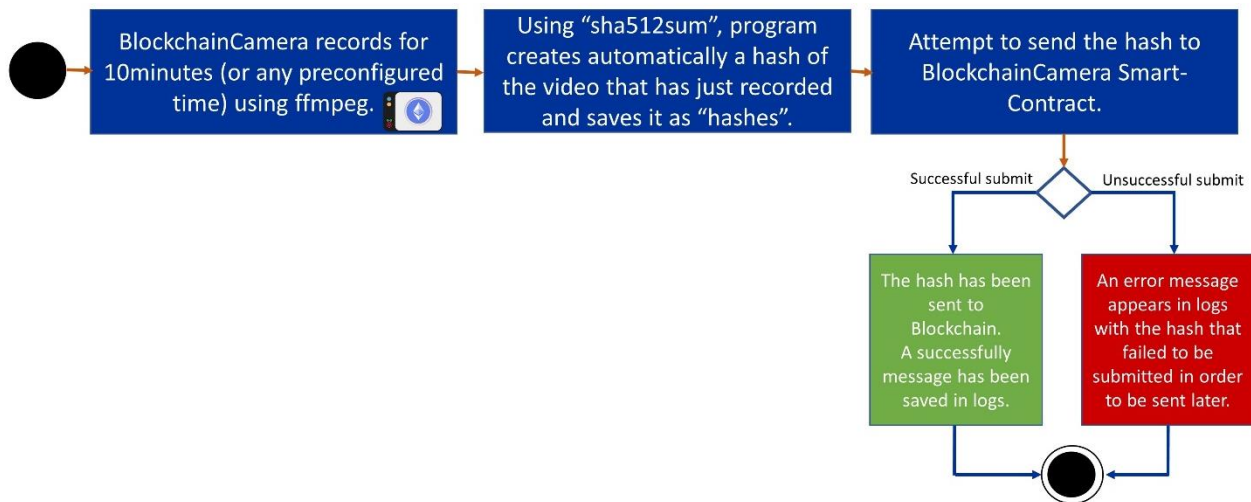 BlockchainCamera records for
10minutes (or any preconfigured
time) using ffmpeg.
Using “sha512sum”, program
creates automatically a hash of
the video that has just recorded
and saves it as “hashes”.
Attempt to send the hash to
BlockchainCamera Smart-
Contract.
Successful submit
Unsuccessful submit
The hash has been
sent to
Blockchain.
A successfully
message has been
saved in logs.
An error message
appears in logs
with the hash that
failed to be
submitted in order
to be sent later.